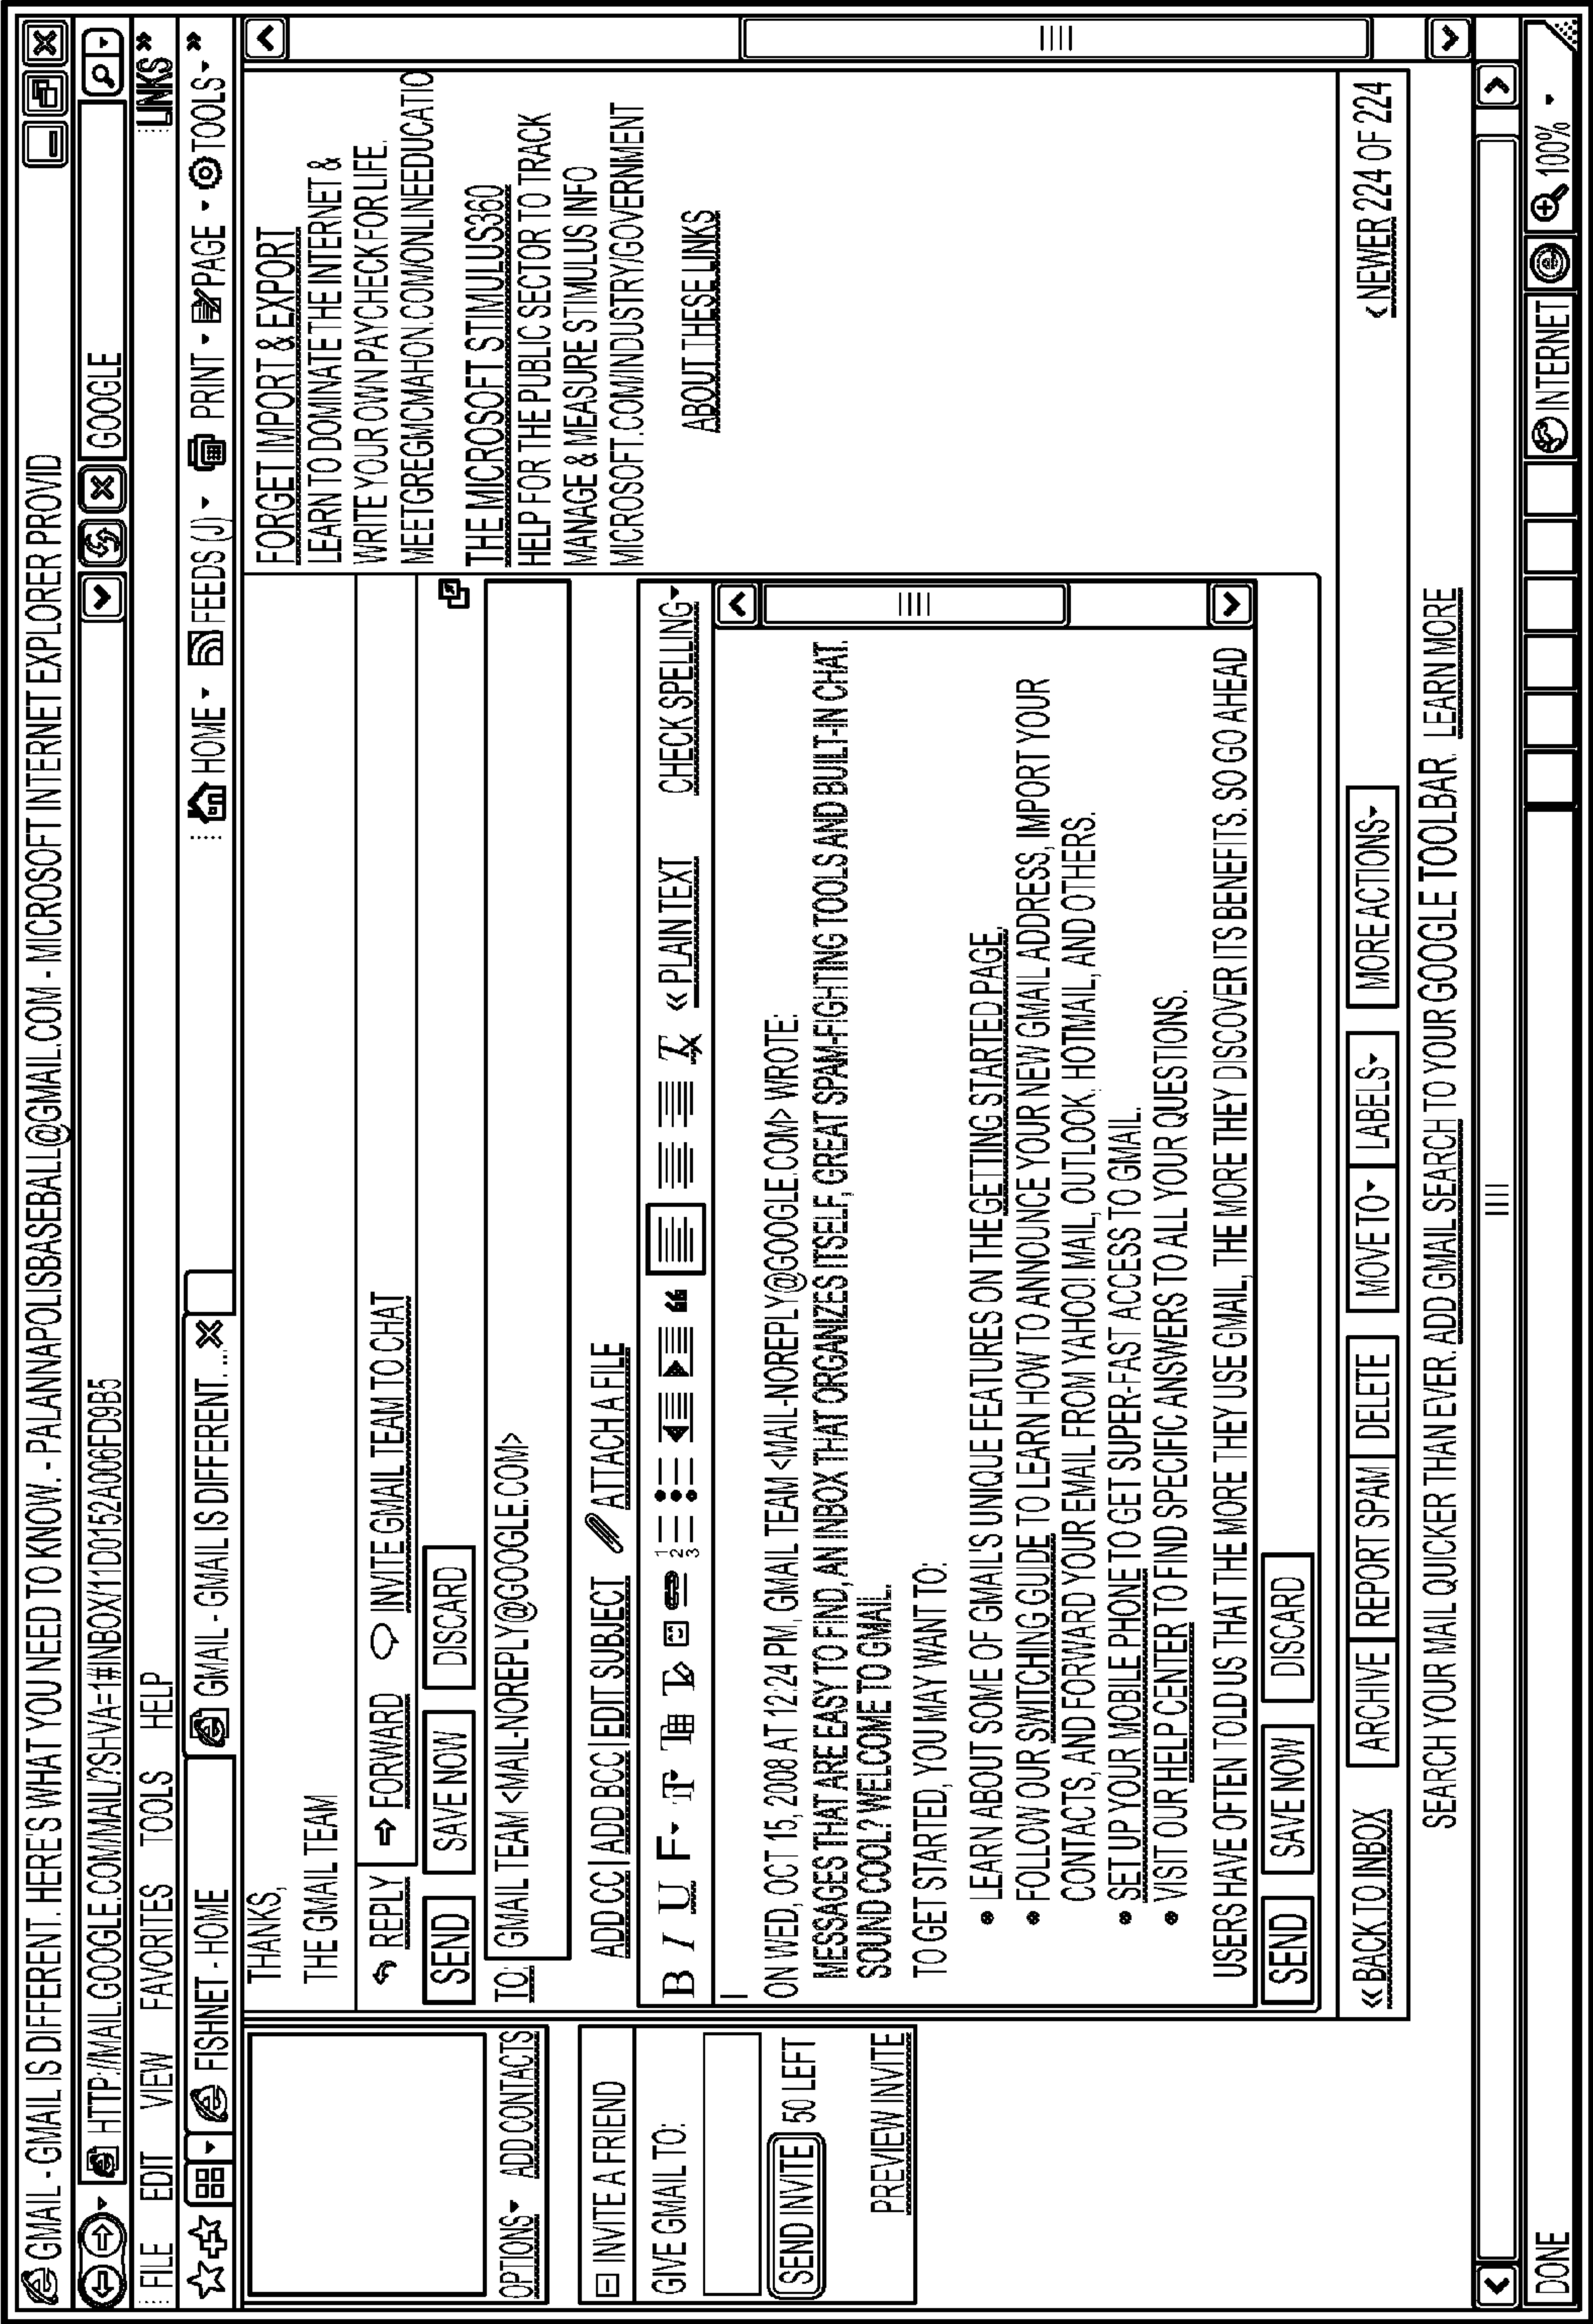 GMAIL - GMAIL IS DIFFERENT. HERE'S WHAT YOU NEED TO KNOW. - PALANNAPOLISBASEBALL@GMAIL.COM - MICROSOFT INTERNET EXPLORER PROVID
HTTP://MAIL.GOOGLE.COM/MAIL/?SHVA=1#INBOX/11D0152A006FD9B5
GOOGLE
FILE EDIT VIEW FAVORITES TOOLS HELP
LINKS »
FISHNET - HOME
GMAIL - GMAIL IS DIFFERENT. ... X
HOME FEEDS (J) PRINT PAGE TOOLS »
OPTIONS ADD CONTACTS
INVITE A FRIEND
GIVE GMAIL TO:
SEND INVITE 50 LEFT
PREVIEW INVITE
THANKS,
THE GMAIL TEAM
REPLY FORWARD INVITE GMAIL TEAM TO CHAT
SEND SAVE NOW DISCARD
TO: GMAIL TEAM <MAIL-NOREPLY@GOOGLE.COM>
ADD CC | ADD BCC | EDIT SUBJECT ATTACH A FILE
B I U F T T 1 2 3 “ T « PLAIN TEXT CHECK SPELLING
ON WED, OCT 15, 2008 AT 12:24 PM, GMAIL TEAM <MAIL-NOREPLY@GOOGLE.COM> WROTE:
MESSAGES THAT ARE EASY TO FIND, AN INBOX THAT ORGANIZES ITSELF, GREAT SPAM-FIGHTING TOOLS AND BUILT-IN CHAT.
SOUND COOL? WELCOME TO GMAIL.
TO GET STARTED, YOU MAY WANT TO:
• LEARN ABOUT SOME OF GMAIL'S UNIQUE FEATURES ON THE GETTING STARTED PAGE.
• FOLLOW OUR SWITCHING GUIDE TO LEARN HOW TO ANNOUNCE YOUR NEW GMAIL ADDRESS, IMPORT YOUR
CONTACTS, AND FORWARD YOUR EMAIL FROM YAHOO! MAIL, OUTLOOK, HOTMAIL, AND OTHERS.
• SET UP YOUR MOBILE PHONE TO GET SUPER-FAST ACCESS TO GMAIL.
• VISIT OUR HELP CENTER TO FIND SPECIFIC ANSWERS TO ALL YOUR QUESTIONS.
USERS HAVE OFTEN TOLD US THAT THE MORE THEY USE GMAIL, THE MORE THEY DISCOVER ITS BENEFITS. SO GO AHEAD
SEND SAVE NOW DISCARD
FORGET IMPORT & EXPORT
LEARN TO DOMINATE THE INTERNET &
WRITE YOUR OWN PAYCHECK FOR LIFE.
MEETGREGMCMAHON.COM/ONLINEEDUCATIO
THE MICROSOFT STIMULUS360
HELP FOR THE PUBLIC SECTOR TO TRACK
MANAGE & MEASURE STIMULUS INFO
MICROSOFT.COM/INDUSTRY/GOVERNMENT
ABOUT THESE LINKS
« BACK TO INBOX ARCHIVE REPORT SPAM DELETE MOVE TO LABELS MORE ACTIONS < NEWER 224 OF 224
SEARCH YOUR MAIL QUICKER THAN EVER. ADD GMAIL SEARCH TO YOUR GOOGLE TOOLBAR. LEARN MORE
DONE INTERNET 100%